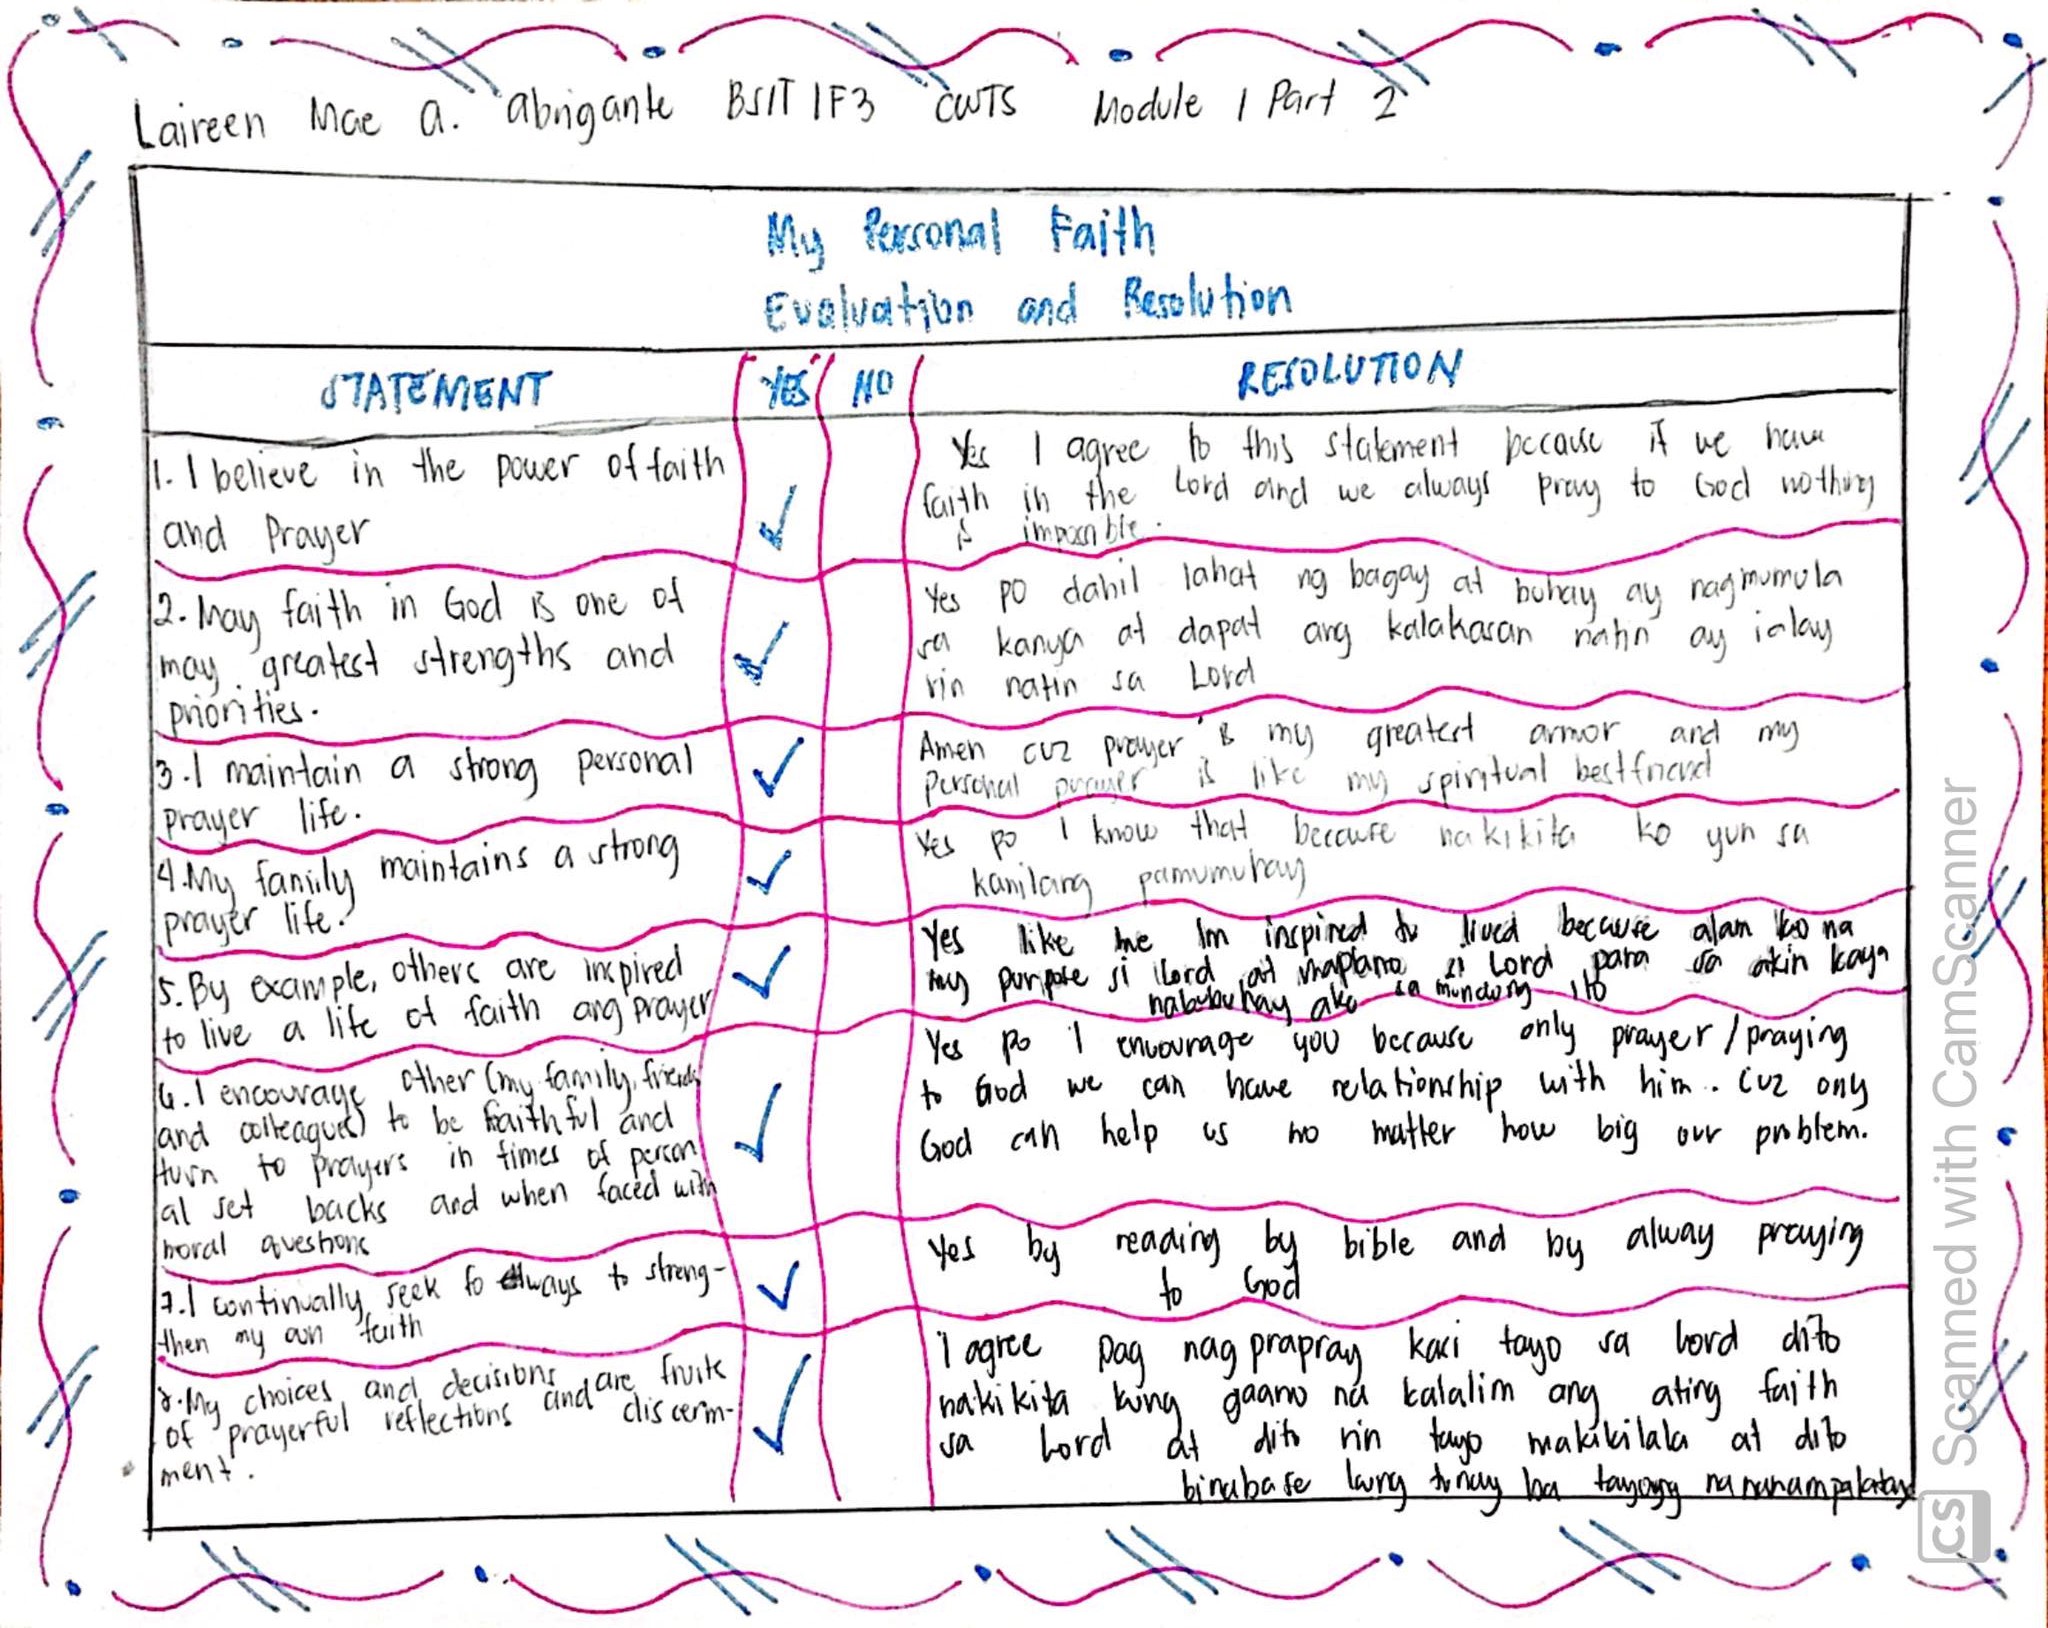 Laireen Mae A. Abrigante BSIT 1F3 CWTS Module 1 Part 2
My Personal Faith
Evaluation and Resolution
STATEMENT YES NO RESOLUTION
1. I believe in the power of faith
and Prayer
Yes I agree to this statement because if we have
faith in the Lord and we always pray to God nothing
is impossible.
2. May faith in God is one of
may greatest strengths and
priorities.
Yes po dahil lahat ng bagay at buhay ay nagmumula
sa kanya at dapat ang kalakasan natin ay ialay
rin natin sa Lord
3. I maintain a strong personal
prayer life.
Amen cuz prayer is my greatest armor and my
Personal prayer is like my spiritual bestfriend
4. My family maintains a strong
prayer life.
Yes po I know that because nakikita ko yun sa
kanilang pamumuhay
5. By example, others are inspired
to live a life of faith ang prayer
Yes like me Im inspired to lived because alam ko na
my puripose si Lord at maplano si Lord para sa akin kaya
nabubuhay ako sa mundong ito
6. I encourage other (my family, friends
and colleagues) to be faithful and
turn to prayers in times of person
al set backs and when faced with
moral questions
Yes po I encourage you because only prayer / praying
to God we can have relationship with him. Cuz only
God can help us no matter how big our problem.
7. I continually seek fo always to streng-
then my own faith
Yes by reading by bible and by alway praying
to God
8. My choices and decisions and are fruits
of prayerful reflections and discerm-
ment.
I agree pag nag prapray kasi tayo sa Lord dito
nakikita kung gaano na kalalim ang ating faith
sa Lord at dito rin tayo makikilala at dito
binabase kung tunay ba tayong nananampalataya
CS Scanned with CamScanner